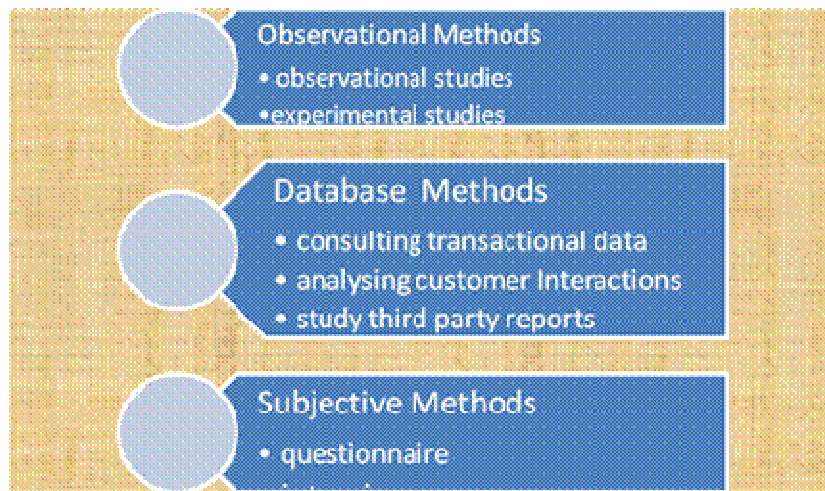 Observational Methods
• observational studies
•experimental studies
Database Methods
• consulting transactional data
• analysing customer Interactions
• study third party reports
Subjective Methods
• questionnaire